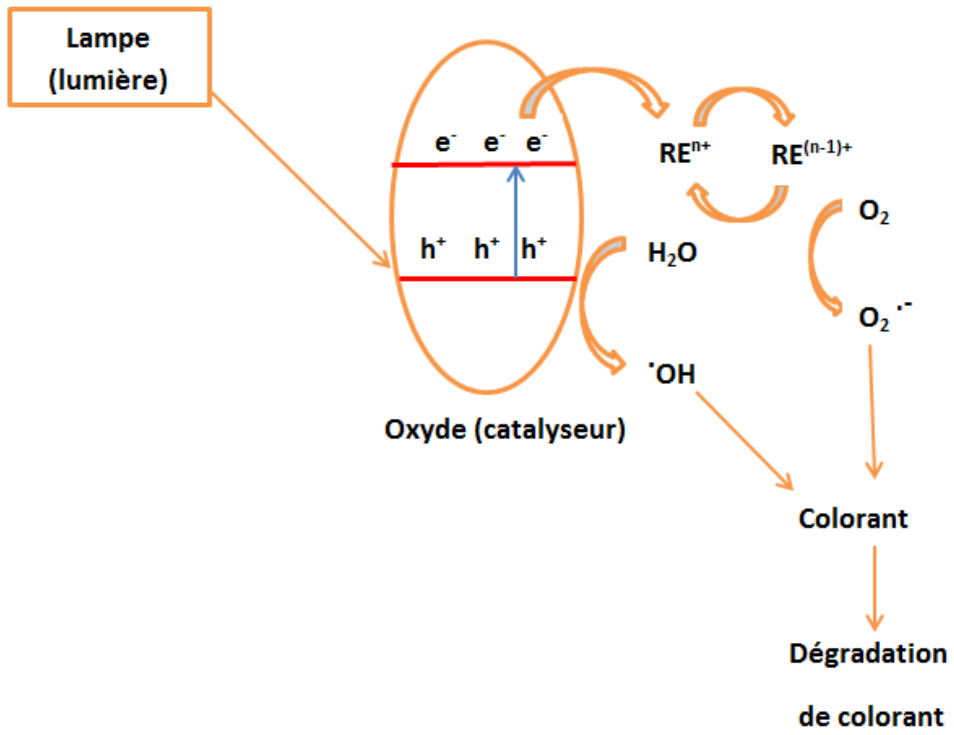 Lampe
(lumière)
e⁻ e⁻ e⁻
REⁿ⁺ RE⁽ⁿ⁻¹⁾⁺
O₂
h⁺ h⁺ h⁺
H₂O
O₂ ·⁻
·OH
Oxyde (catalyseur)
Colorant
Dégradation
de colorant